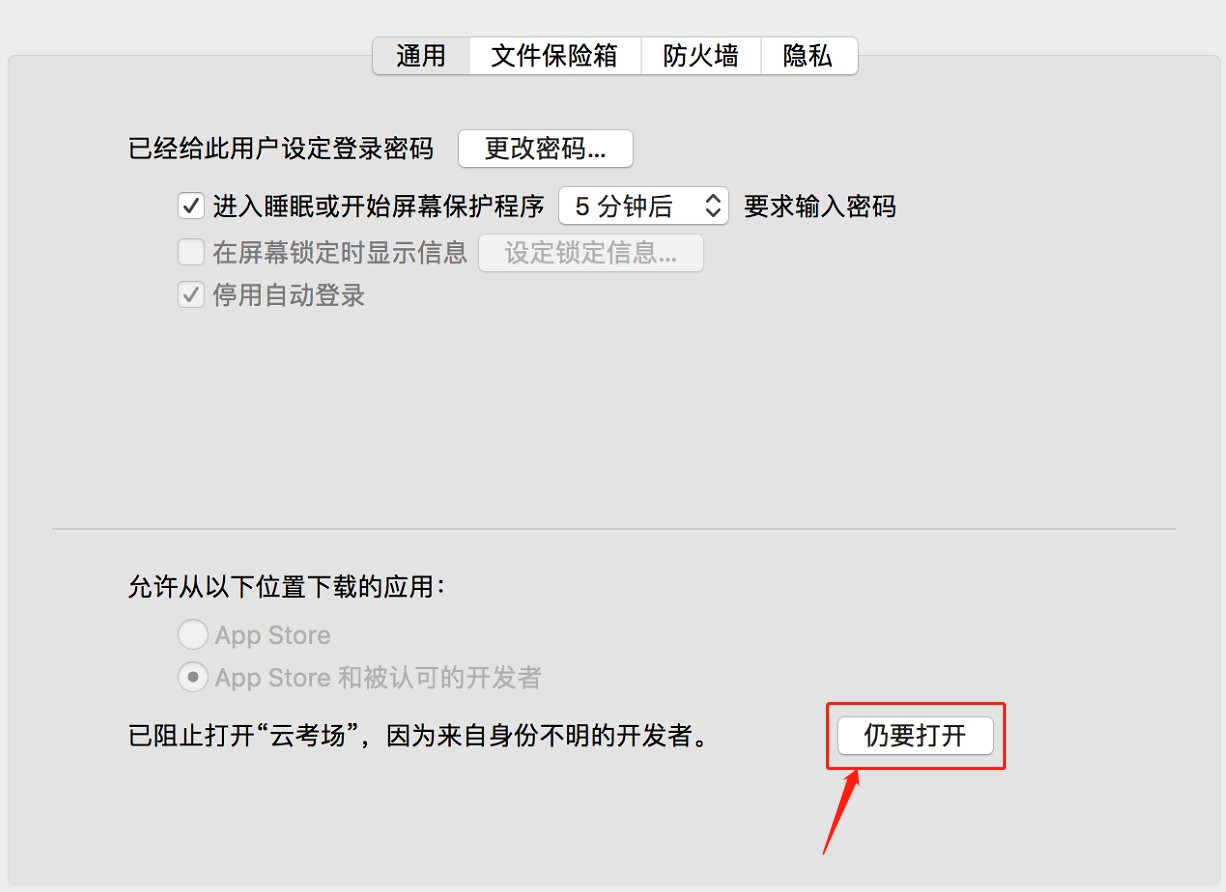 通用 文件保险箱 防火墙 隐私
已经给此用户设定登录密码 更改密码...
进入睡眠或开始屏幕保护程序 5 分钟后 要求输入密码
在屏幕锁定时显示信息 设定锁定信息...
停用自动登录
允许从以下位置下载的应用：
App Store
App Store 和被认可的开发者
已阻止打开“云考场”，因为来自身份不明的开发者。 仍要打开